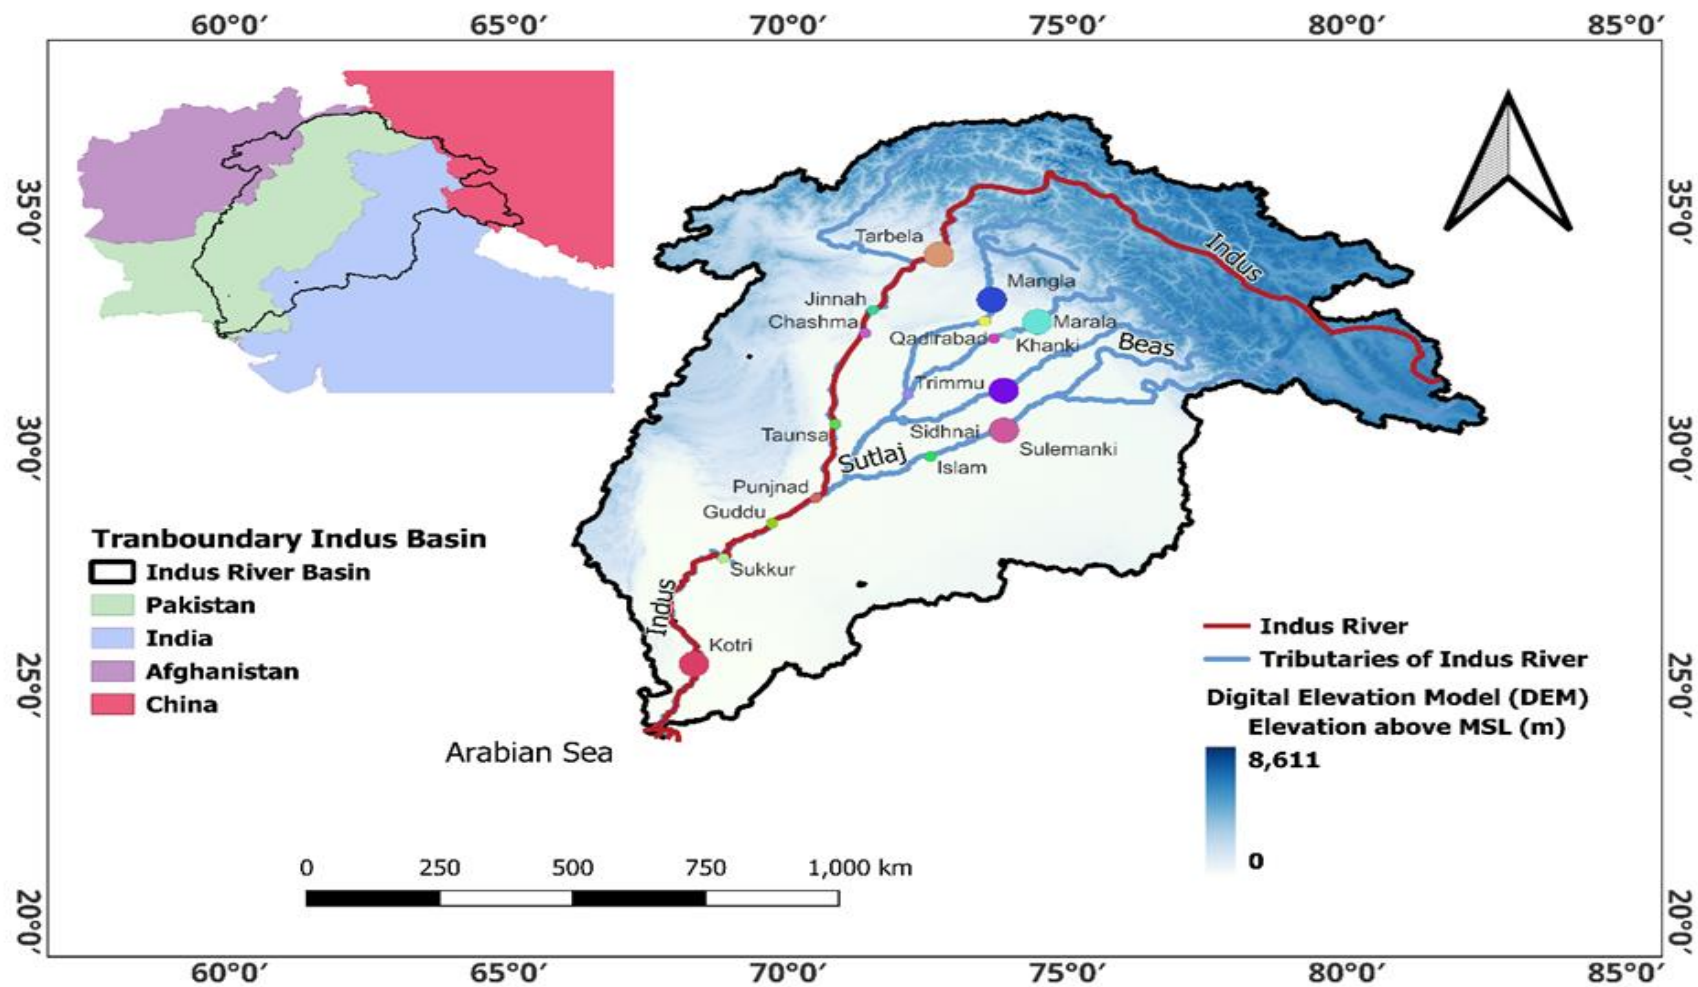 60°0′ 65°0′ 70°0′ 75°0′ 80°0′ 85°0′
35°0′
35°0′
Tarbela
Indus
Mangla
Jinnah
Chashma
Marala
Qadirabad
Khanki
Beas
Trimmu
30°0′
30°0′
Taunsa
Sidhnai
Sulemanki
Sutlaj
Islam
Punjnad
Guddu
Sukkur
Indus
Kotri
Arabian Sea
Tranboundary Indus Basin
Indus River Basin
Pakistan
India
Afghanistan
China
25°0′
25°0′
Indus River
Tributaries of Indus River
Digital Elevation Model (DEM)
Elevation above MSL (m)
8,611
0
0 250 500 750 1,000 km
20°0′
20°0′
60°0′ 65°0′ 70°0′ 75°0′ 80°0′ 85°0′